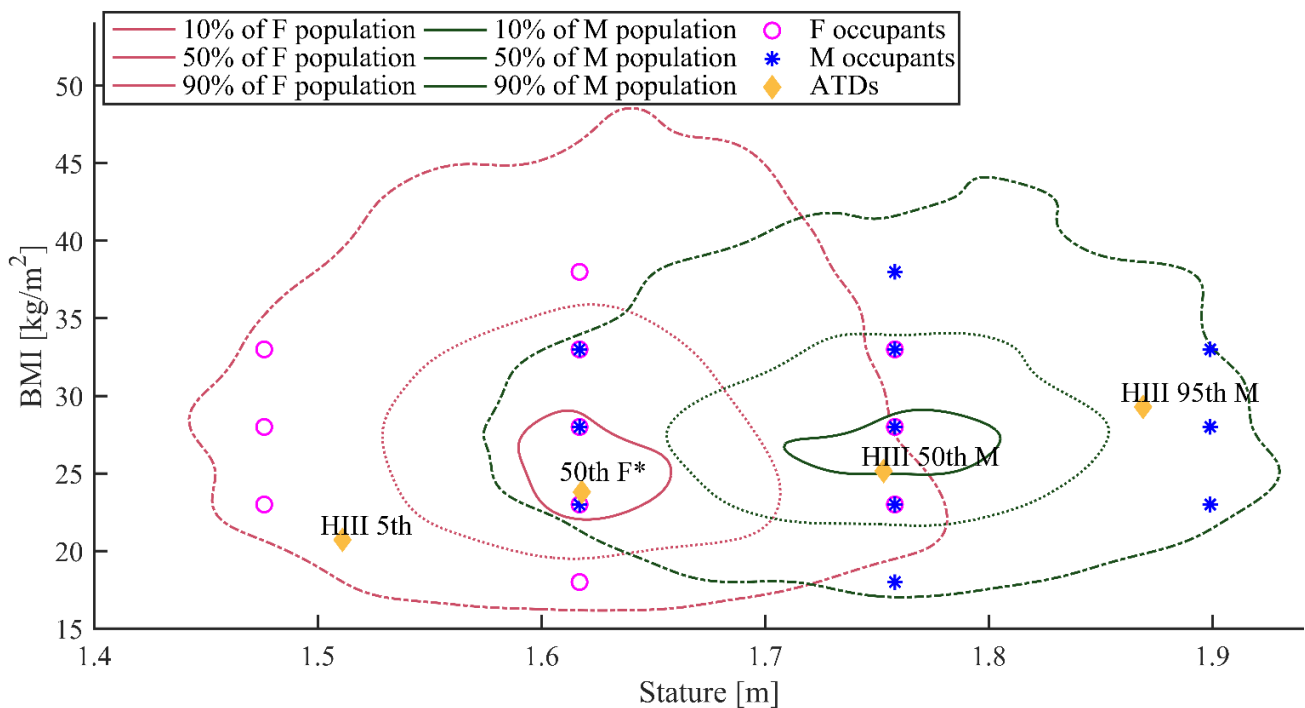 10% of F population 10% of M population F occupants
50% of F population 50% of M population M occupants
90% of F population 90% of M population ATDs
50
45
40
35
30
25
20
15
BMI [kg/m²]
HIII 95th M
50th F*
HIII 50th M
HIII 5th
1.4 1.5 1.6 1.7 1.8 1.9
Stature [m]